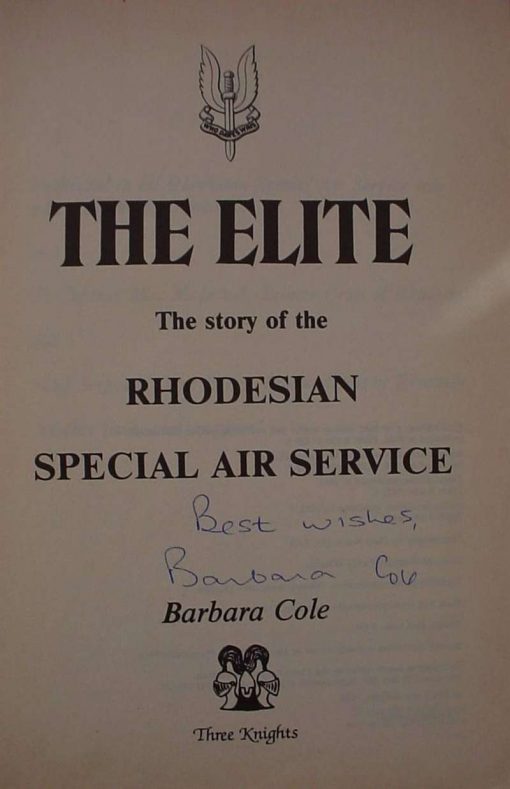 WHO DARES WINS
THE ELITE
The story of the
RHODESIAN
SPECIAL AIR SERVICE
Best wishes,
Barbara Cole
Barbara Cole
Three Knights